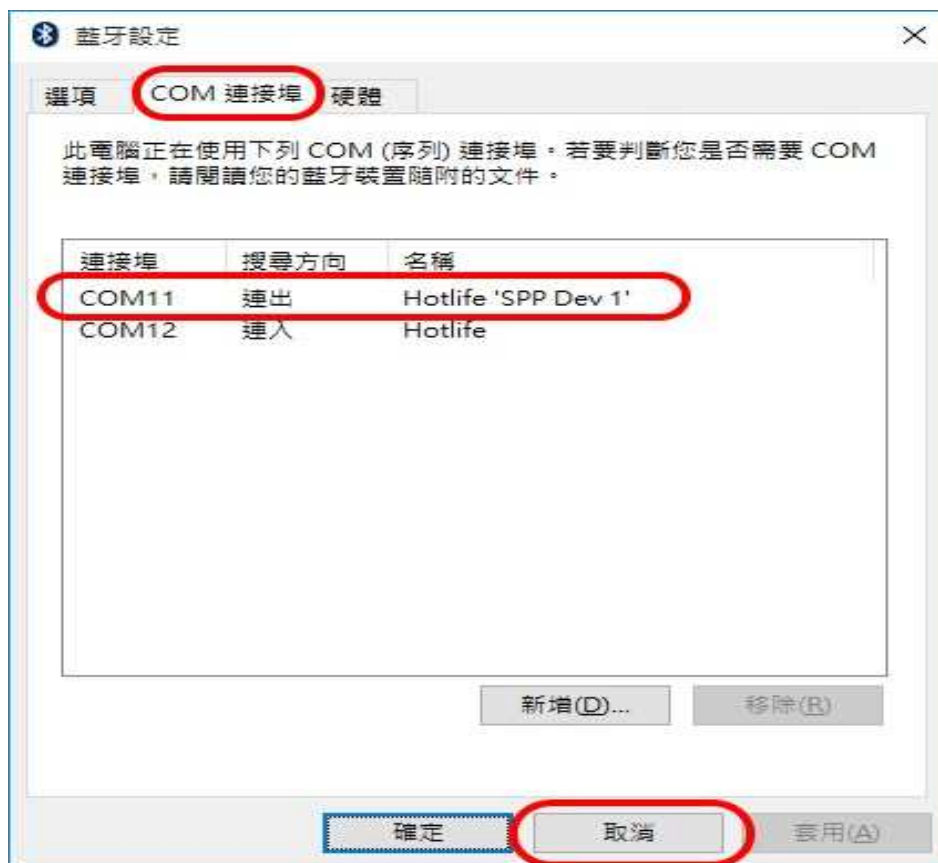 藍牙設定
選項 COM 連接埠 硬體
此電腦正在使用下列 COM (序列) 連接埠。若要判斷您是否需要 COM
連接埠，請閱讀您的藍牙裝置隨附的文件。
連接埠 搜尋方向 名稱
COM11 連出 Hotlife 'SPP Dev 1'
COM12 連入 Hotlife
新增(D)... 移除(R)
確定 取消 套用(A)